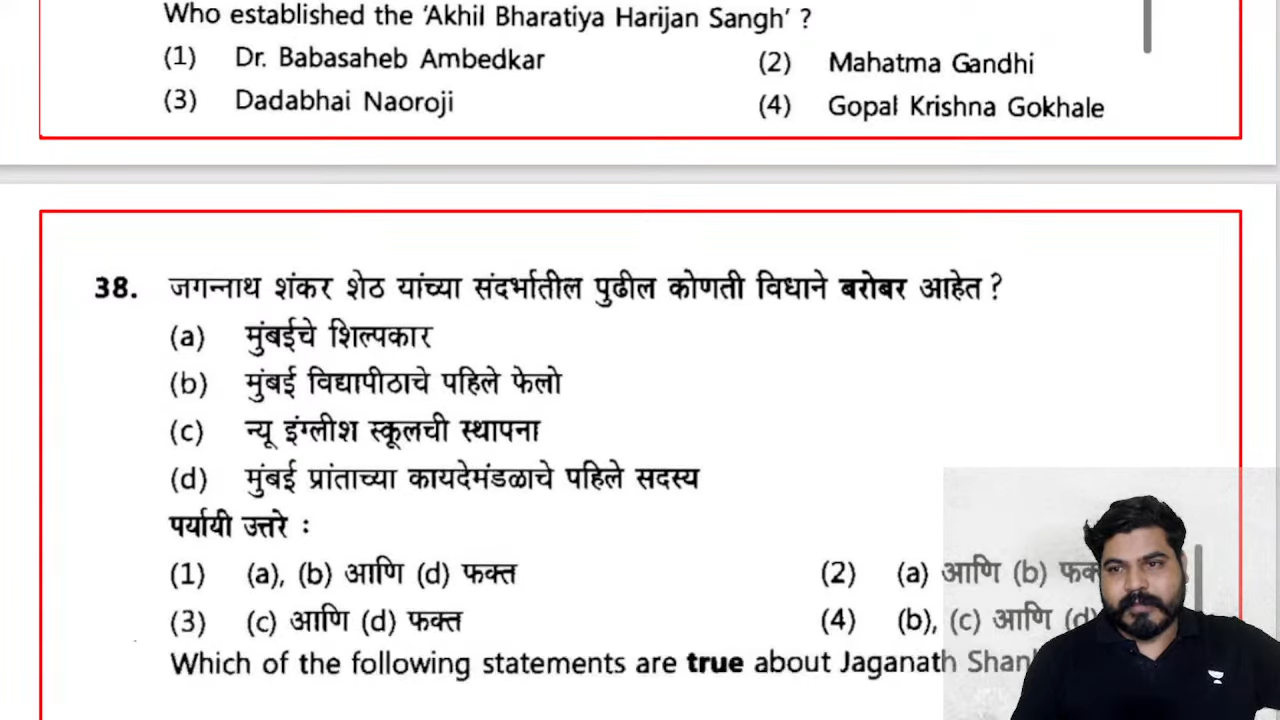 Who established the ‘Akhil Bharatiya Harijan Sangh’ ?
(1) Dr. Babasaheb Ambedkar (2) Mahatma Gandhi
(3) Dadabhai Naoroji (4) Gopal Krishna Gokhale
38. जगन्नाथ शंकर शेठ यांच्या संदर्भातील पुढील कोणती विधाने बरोबर आहेत ?
(a) मुंबईचे शिल्पकार
(b) मुंबई विद्यापीठाचे पहिले फेलो
(c) न्यू इंग्लीश स्कूलची स्थापना
(d) मुंबई प्रांताच्या कायदेमंडळाचे पहिले सदस्य
पर्यायी उत्तरे :
(1) (a), (b) आणि (d) फक्त (2) (a) आणि (b)
(3) (c) आणि (d) फक्त (4) (b), (c) आणि (d)
Which of the following statements are true about Jaganath